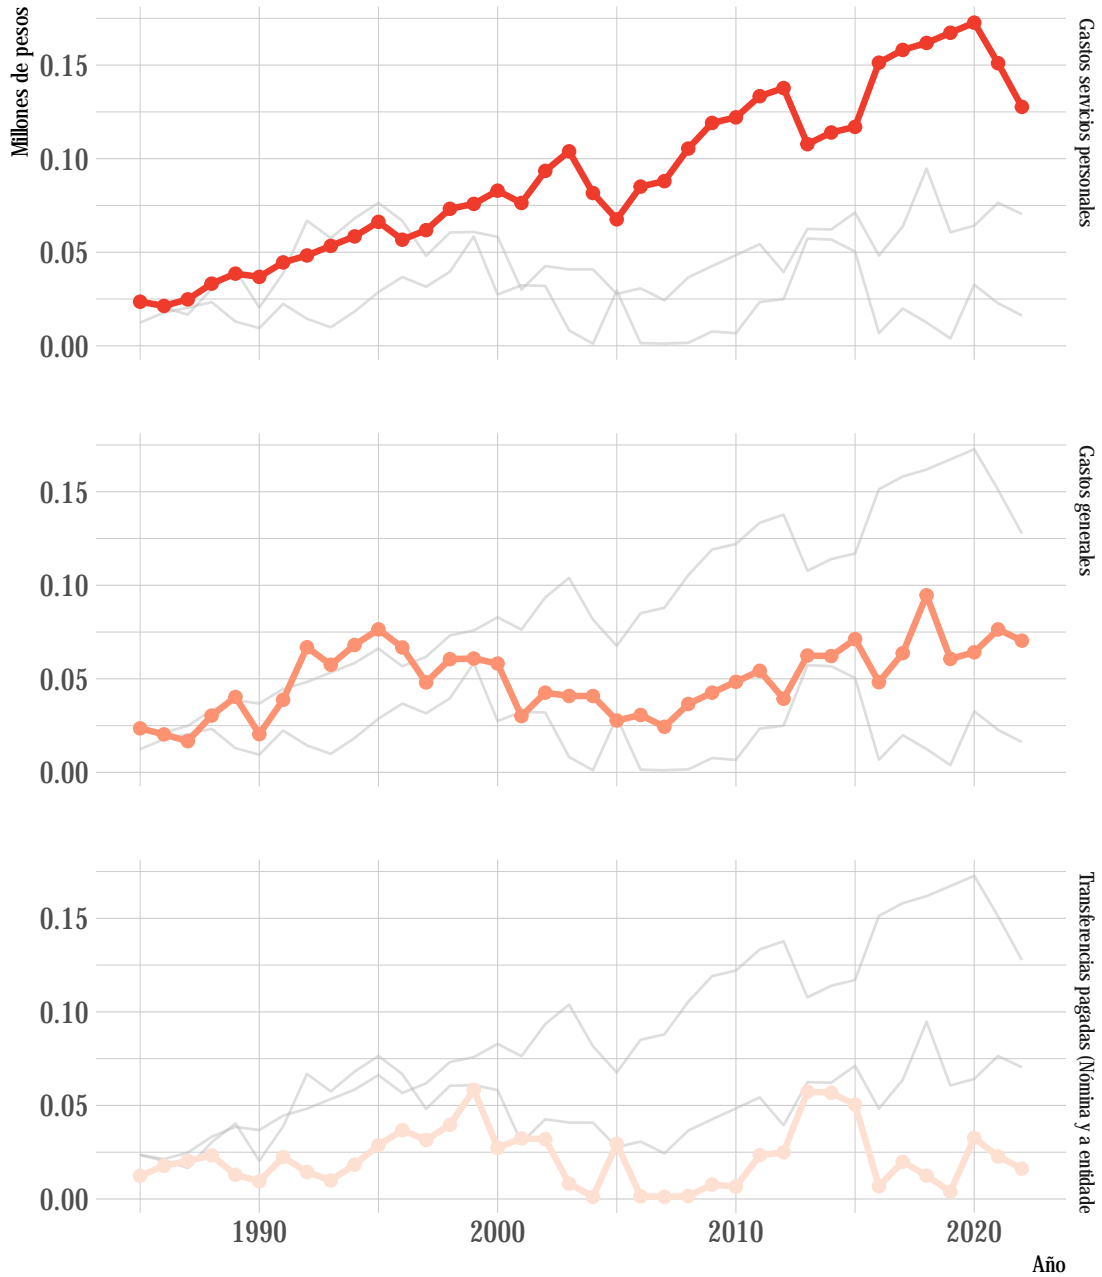 Millones de pesos
0.15
0.10
0.05
0.00
Gastos servicios personales
0.15
0.10
0.05
0.00
Gastos generales
0.15
0.10
0.05
0.00
Transferencias pagadas (Nómina y a entidade
1990 2000 2010 2020
Año